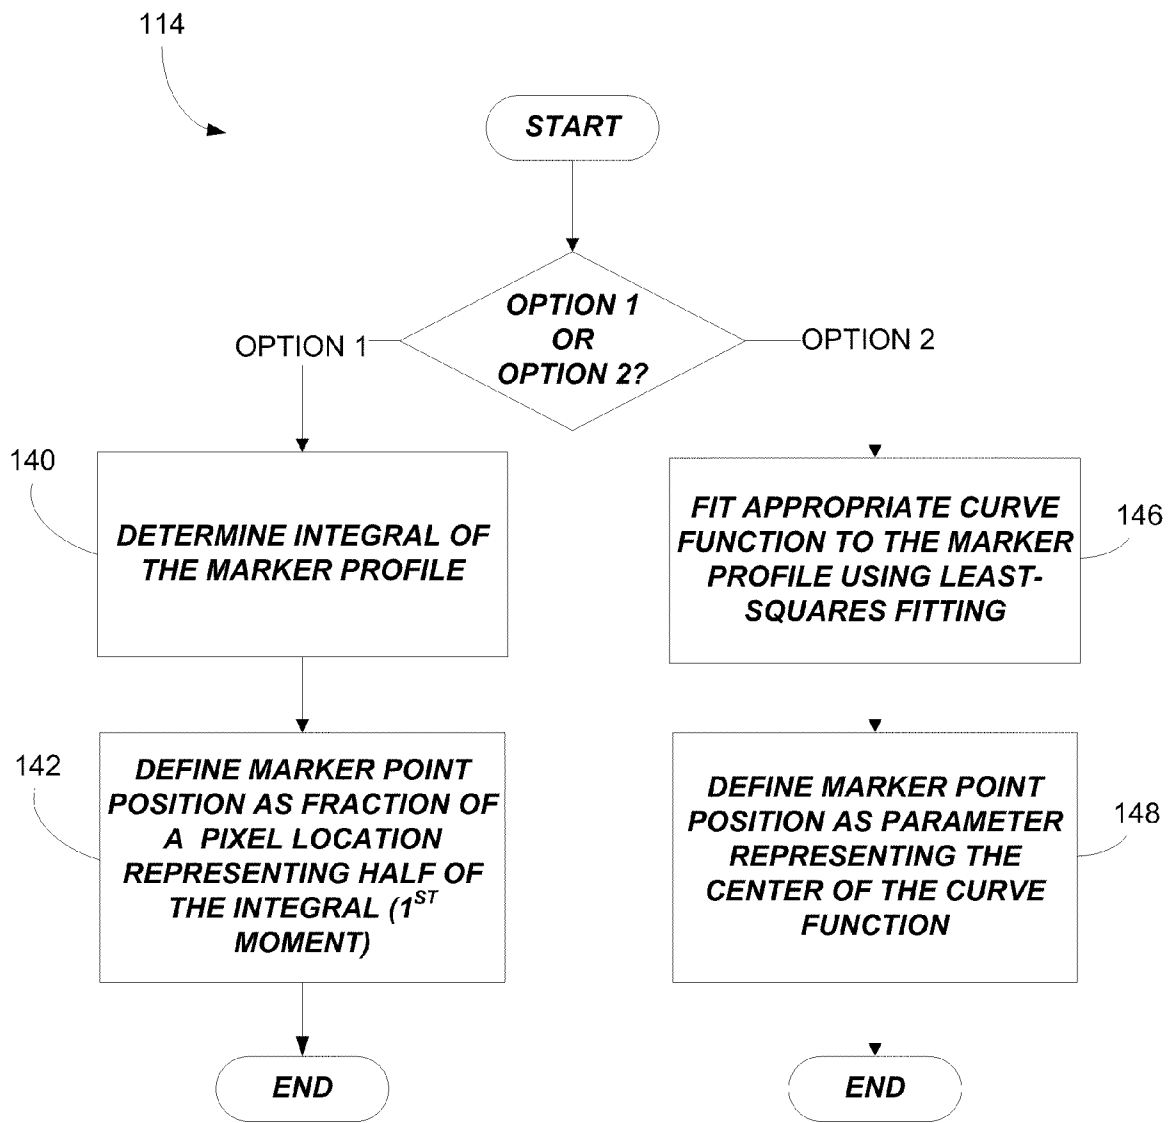 114
START
OPTION 1
OR
OPTION 2?
OPTION 1
OPTION 2
140
DETERMINE INTEGRAL OF
THE MARKER PROFILE
146
FIT APPROPRIATE CURVE
FUNCTION TO THE MARKER
PROFILE USING LEAST-
SQUARES FITTING
142
DEFINE MARKER POINT
POSITION AS FRACTION OF
A PIXEL LOCATION
REPRESENTING HALF OF
THE INTEGRAL (1ST
MOMENT)
148
DEFINE MARKER POINT
POSITION AS PARAMETER
REPRESENTING THE
CENTER OF THE CURVE
FUNCTION
END
END